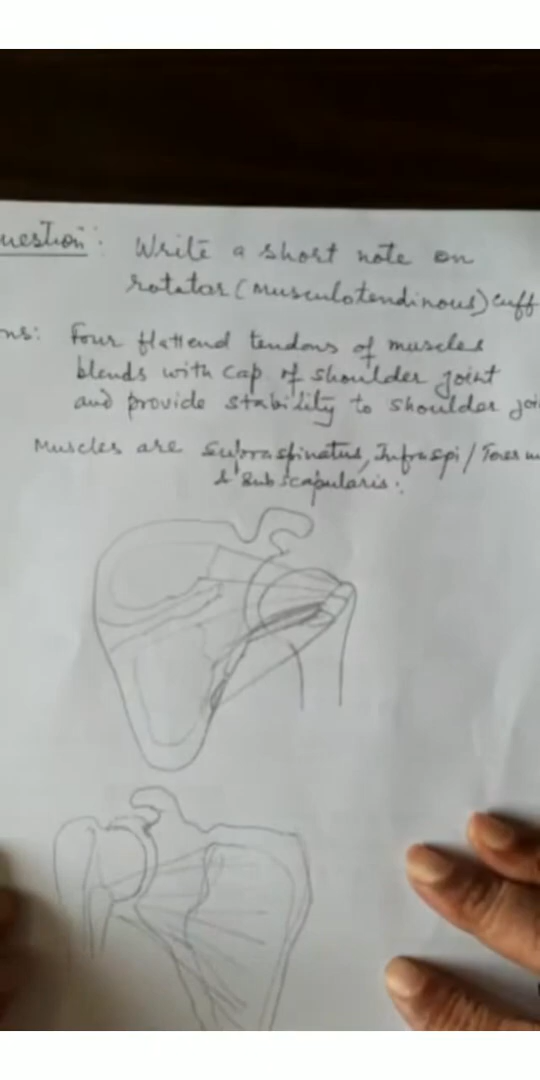 uestion: Write a short note on
rotator (musculotendinous) cuff
ns: Four flattend tendons of muscles
blends with cap of shoulder joint
and provide stability to shoulder joi
Muscles are Supraspinatus, Infraspi / Teres m
& Subscapularis: